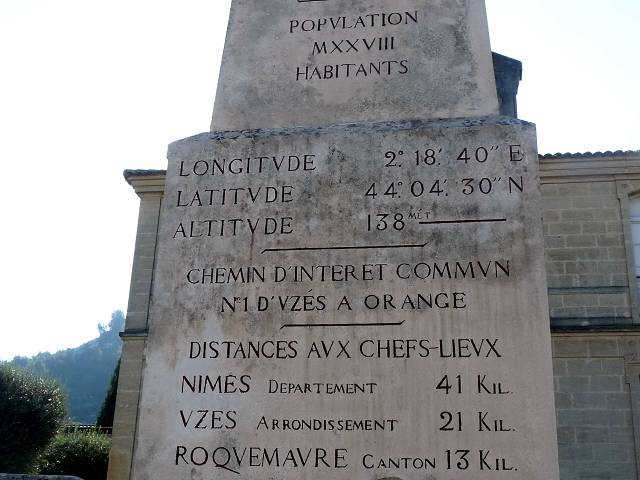 POPVLATION
MXXVIII
HABITANTS
LONGITVDE 2°. 18'. 40" E
LATITVDE 44°. 04'. 30" N
ALTITVDE 138 MÈT
CHEMIN D'INTERET COMMVN
N° 1 D'VZÉS A ORANGE
DISTANCES AVX CHEFS-LIEVX
NIMÉS DEPARTEMENT 41 KIL.
VZES ARRONDISSEMENT 21 KIL.
ROQVEMAVRE CANTON 13 KIL.